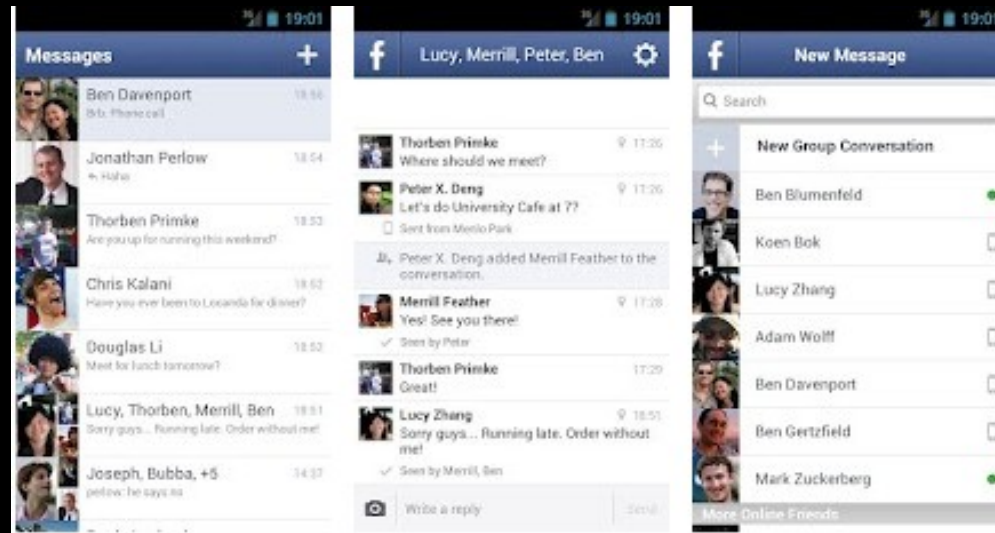 3G 19:01
Messages +
Ben Davenport 18:56
Brb. Phone call
Jonathan Perlow 18:54
Haha
Thorben Primke 18:53
Are you up for running this weekend?
Chris Kalani 18:52
Have you ever been to Locanda for dinner?
Douglas Li 18:52
Meet for lunch tomorrow?
Lucy, Thorben, Merrill, Ben 18:51
Sorry guys... Running late. Order without me!
Joseph, Bubba, +5 14:37
perlow: he says no
3G 19:01
f Lucy, Merrill, Peter, Ben
Thorben Primke 17:26
Where should we meet?
Peter X. Deng 17:26
Let's do University Cafe at 7?
Sent from Menlo Park
Peter X. Deng added Merrill Feather to the
conversation.
Merrill Feather 17:28
Yes! See you there!
Seen by Peter
Thorben Primke 17:29
Great!
Lucy Zhang 18:51
Sorry guys... Running late. Order without
me!
Seen by Merrill, Ben
Write a reply Send
3G 19:01
f New Message
Search
+ New Group Conversation
Ben Blumenfeld
Koen Bok
Lucy Zhang
Adam Wolff
Ben Davenport
Ben Gertzfield
Mark Zuckerberg
More Online Friends